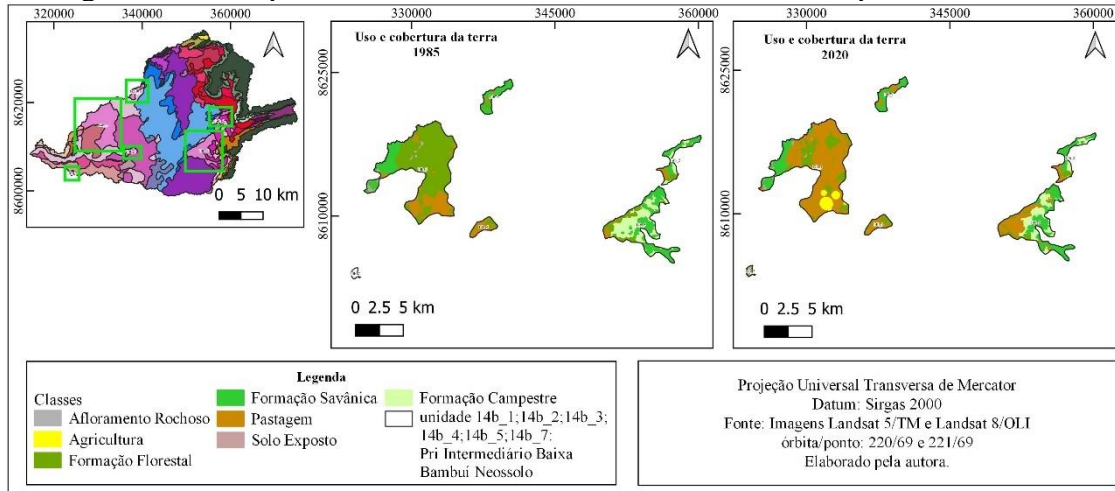 320000 340000 360000
8620000
8600000
0 5 10 km
330000 345000 360000
Uso e cobertura da terra
1985
8625000
8610000
0 2.5 5 km
330000 345000 360000
Uso e cobertura da terra
2020
8625000
8610000
0 2.5 5 km
Legenda
Classes
Afloramento Rochoso
Agricultura
Formação Florestal
Formação Savânica
Pastagem
Solo Exposto
Formação Campestre
unidade 14b_1;14b_2;14b_3;
14b_4;14b_5;14b_7:
Pri Intermediário Baixa
Bambuí Neossolo
Projeção Universal Transversa de Mercator
Datum: Sirgas 2000
Fonte: Imagens Landsat 5/TM e Landsat 8/OLI
órbita/ponto: 220/69 e 221/69
Elaborado pela autora.